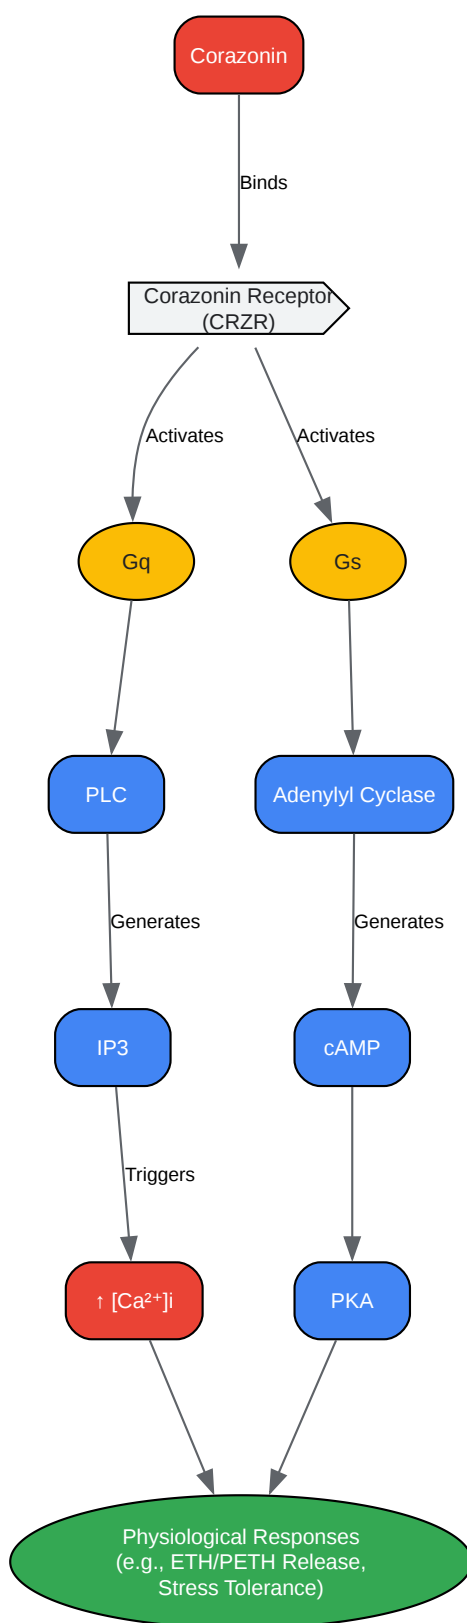 Corazonin
Binds
Corazonin Receptor
(CRZR)
Activates
Activates
Gq
Gs
PLC
Adenylyl Cyclase
Generates
Generates
IP3
cAMP
Triggers
↑ [Ca²⁺]i
PKA
Physiological Responses
(e.g., ETH/PETH Release,
Stress Tolerance)